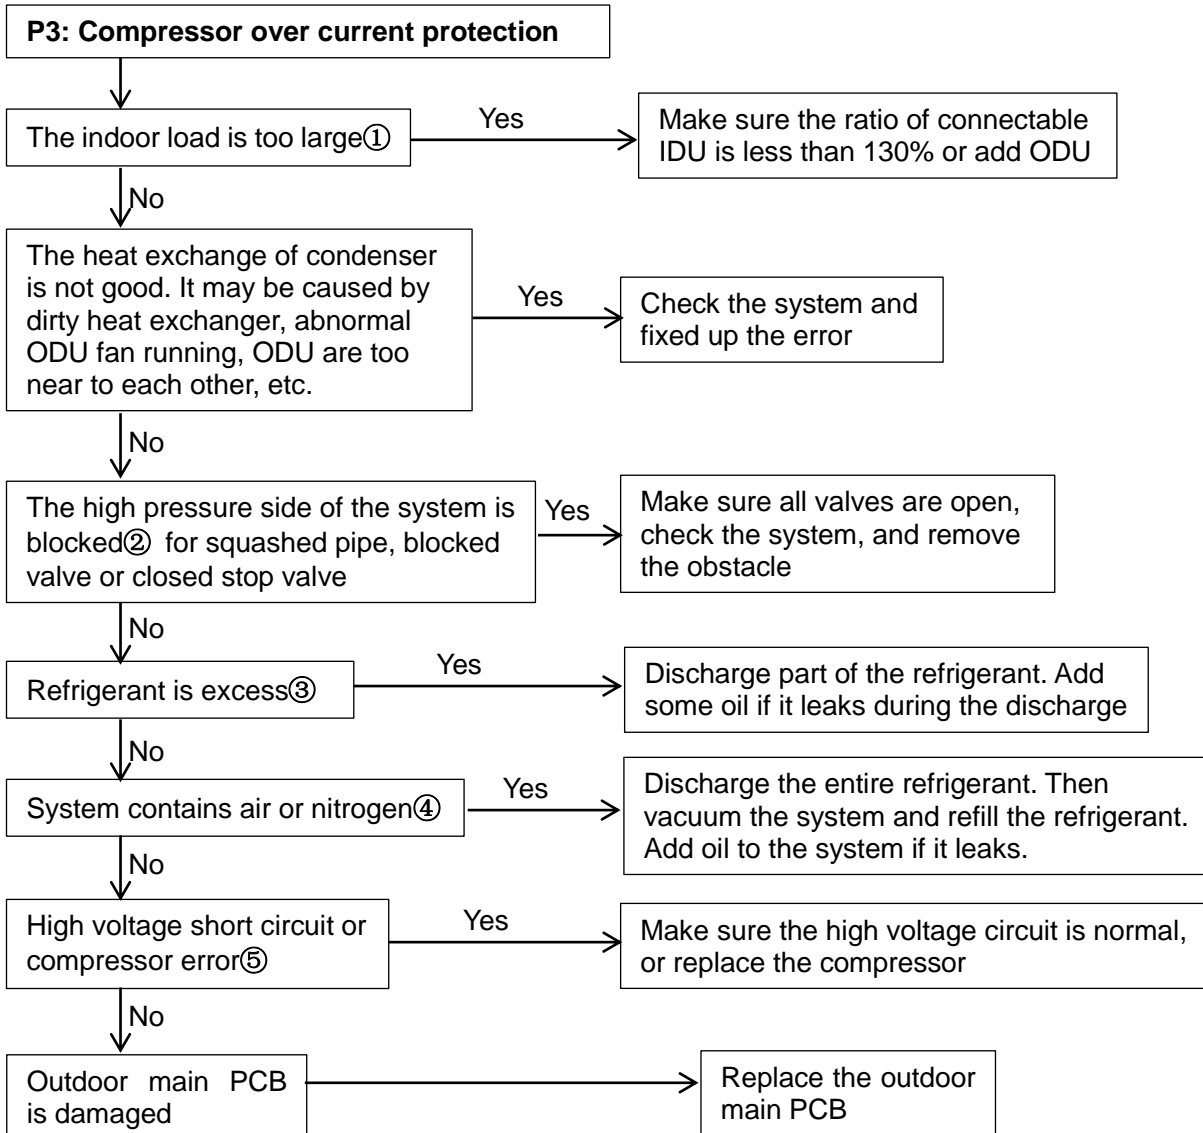 P3: Compressor over current protection
The indoor load is too large①
Yes
Make sure the ratio of connectable
IDU is less than 130% or add ODU
No
The heat exchange of condenser
is not good. It may be caused by
dirty heat exchanger, abnormal
ODU fan running, ODU are too
near to each other, etc.
Yes
Check the system and
fixed up the error
No
The high pressure side of the system is
blocked② for squashed pipe, blocked
valve or closed stop valve
Yes
Make sure all valves are open,
check the system, and remove
the obstacle
No
Refrigerant is excess③
Yes
Discharge part of the refrigerant. Add
some oil if it leaks during the discharge
No
System contains air or nitrogen④
Yes
Discharge the entire refrigerant. Then
vacuum the system and refill the refrigerant.
Add oil to the system if it leaks.
No
High voltage short circuit or
compressor error⑤
Yes
Make sure the high voltage circuit is normal,
or replace the compressor
No
Outdoor main PCB
is damaged
Replace the outdoor
main PCB